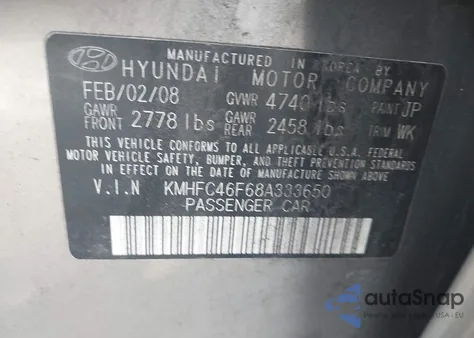 MANUFACTURED IN KOREA BY
HYUNDAI MOTOR COMPANY
FEB/02/08 GVWR 4740 lbs PAINT JP
GAWR FRONT 2778 lbs GAWR REAR 2458 lbs TRIM WK
THIS VEHICLE CONFORMS TO ALL APPLICABLE U.S.A. FEDERAL
MOTOR VEHICLE SAFETY, BUMPER, AND THEFT PREVENTION STANDARDS
IN EFFECT ON THE DATE OF MANUFACTURE SHOWN ABOVE.
V.I.N KMHFC46F68A333650
PASSENGER CAR
autoSnap